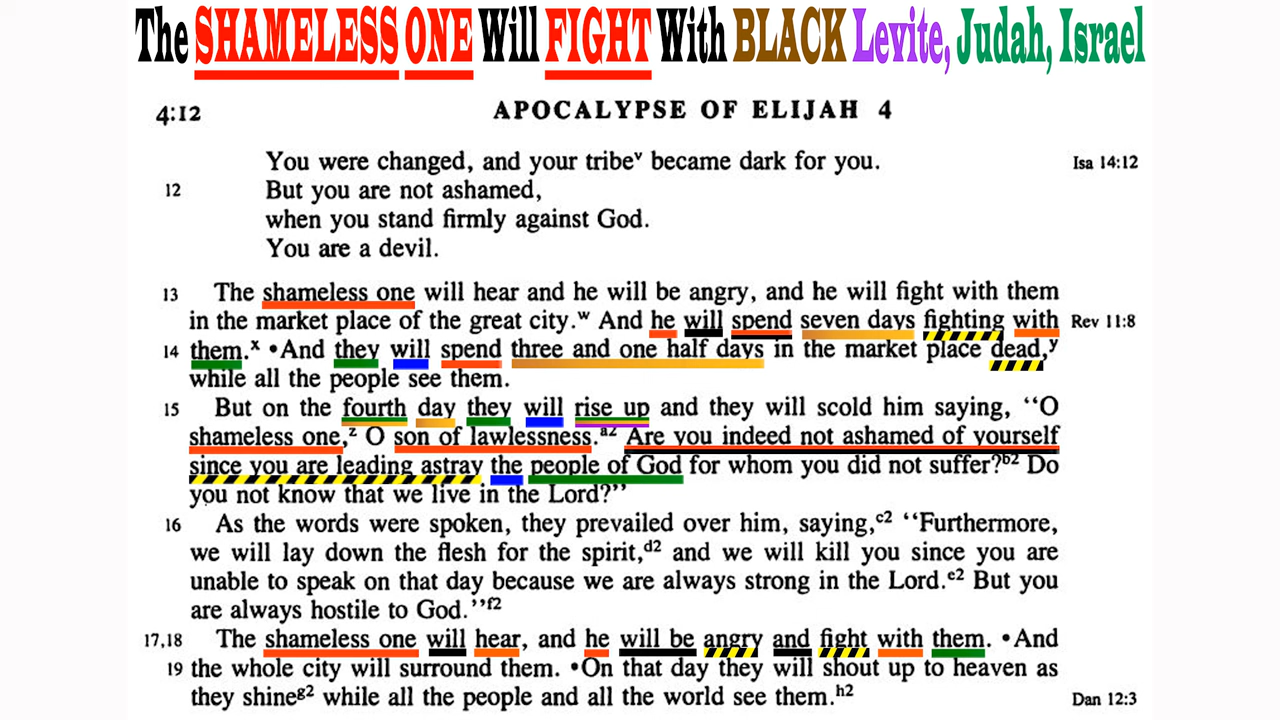 The SHAMELESS ONE Will FIGHT With BLACK Levite, Judah, Israel
4:12 APOCALYPSE OF ELIJAH 4
You were changed, and your tribeᵛ became dark for you. Isa 14:12
12 But you are not ashamed,
when you stand firmly against God.
You are a devil.
13 The shameless one will hear and he will be angry, and he will fight with them
in the market place of the great city.ʷ And he will spend seven days fighting with Rev 11:8
14 them.ˣ •And they will spend three and one half days in the market place dead,ʸ
while all the people see them.
15 But on the fourth day they will rise up and they will scold him saying, “O
shameless one,ᶻ O son of lawlessness.ᵃ² Are you indeed not ashamed of yourself
since you are leading astray the people of God for whom you did not suffer?ᵇ² Do
you not know that we live in the Lord?”
16 As the words were spoken, they prevailed over him, saying,ᶜ² “Furthermore,
we will lay down the flesh for the spirit,ᵈ² and we will kill you since you are
unable to speak on that day because we are always strong in the Lord.ᵉ² But you
are always hostile to God.”ᶠ²
17,18 The shameless one will hear, and he will be angry and fight with them. •And
19 the whole city will surround them. •On that day they will shout up to heaven as
they shineᵍ² while all the people and all the world see them.ʰ² Dan 12:3